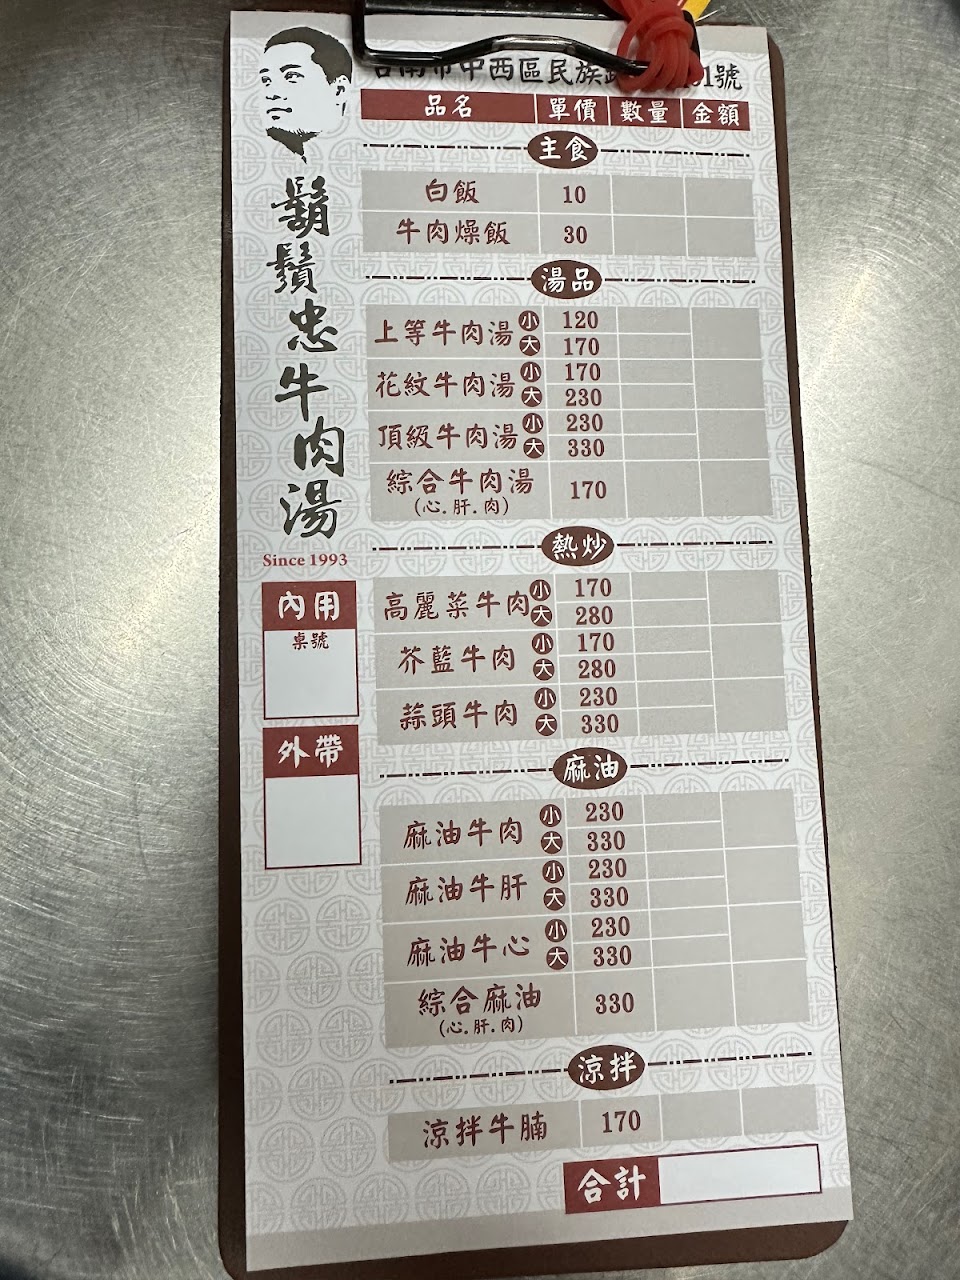 台南市中西區民族路
1號
品名 單價 數量 金額
主食
白飯 10
牛肉燥飯 30
湯品
上等牛肉湯 小 120
大 170
花紋牛肉湯 小 170
大 230
頂級牛肉湯 小 230
大 330
綜合牛肉湯 170
(心.肝.肉)
熱炒
高麗菜牛肉 小 170
大 280
芥藍牛肉 小 170
大 280
蒜頭牛肉 小 230
大 330
麻油
麻油牛肉 小 230
大 330
麻油牛肝 小 230
大 330
麻油牛心 小 230
大 330
綜合麻油 330
(心.肝.肉)
涼拌
涼拌牛腩 170
合計
鬍鬚忠牛肉湯
Since 1993
內用
桌號
外帶